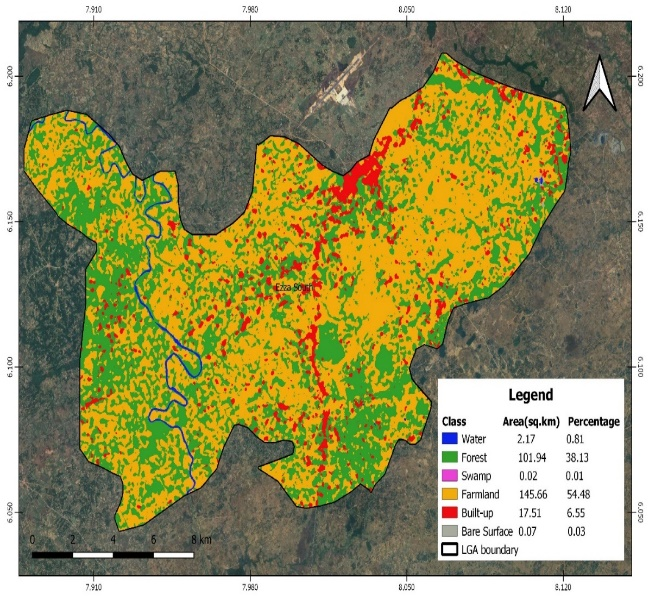 7.910 7.980 8.050 8.120
6.200 6.200
6.150 6.150
Ezza South
6.100 6.100
Legend
Class Area(sq.km) Percentage
Water 2.17 0.81
Forest 101.94 38.13
Swamp 0.02 0.01
Farmland 145.66 54.48
Built-up 17.51 6.55
Bare Surface 0.07 0.03
LGA boundary
6.050 6.050
0 2 4 6 8 km
7.910 7.980 8.050 8.120